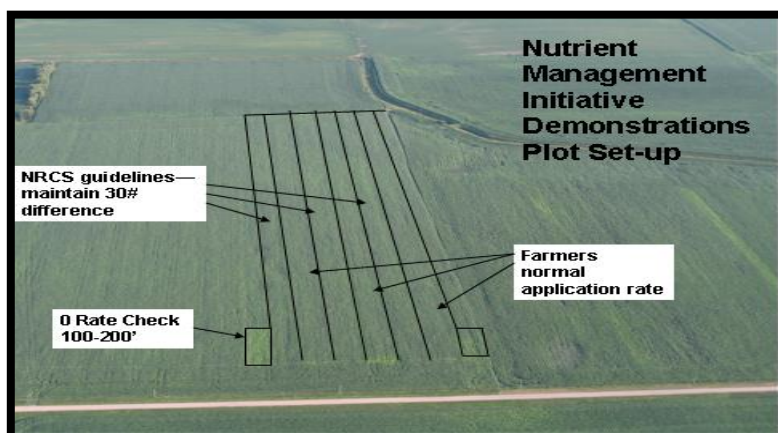 Nutrient
Management
Initiative
Demonstrations
Plot Set-up
NRCS guidelines—
maintain 30#
difference
Farmers
normal
application rate
0 Rate Check
100-200'